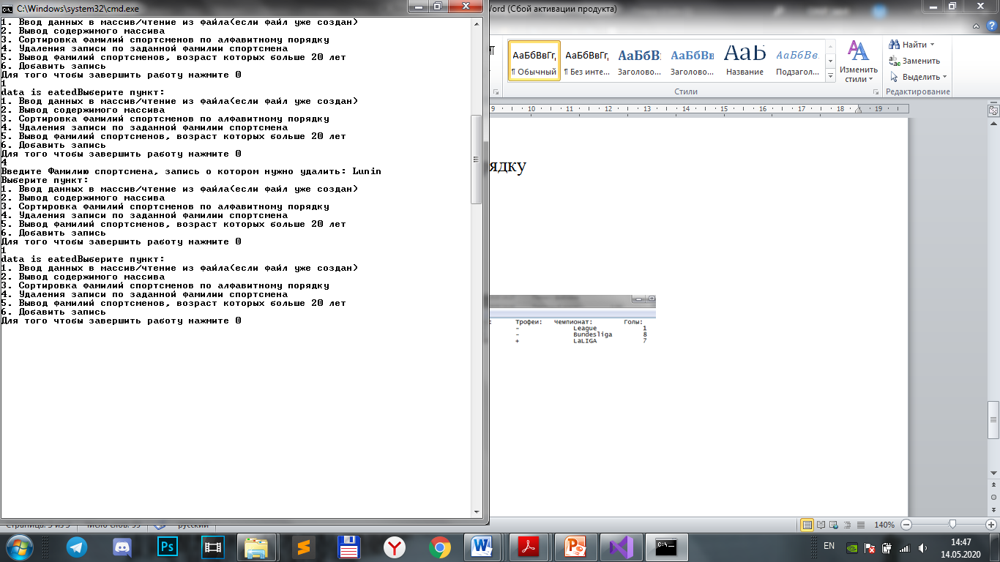 C:\Windows\system32\cmd.exe
1. Ввод данных в массив/чтение из файла(если файл уже создан)
2. Вывод содержимого массива
3. Сортировка фамилий спортсменов по алфавитному порядку
4. Удаления записи по заданной фамилии спортсмена
5. Вывод фамилий спортсменов, возраст которых больше 20 лет
6. Добавить запись
Для того чтобы завершить работу нажмите 0
1
data is eatedВыберите пункт:
1. Ввод данных в массив/чтение из файла(если файл уже создан)
2. Вывод содержимого массива
3. Сортировка фамилий спортсменов по алфавитному порядку
4. Удаления записи по заданной фамилии спортсмена
5. Вывод фамилий спортсменов, возраст которых больше 20 лет
6. Добавить запись
Для того чтобы завершить работу нажмите 0
4
Введите Фамилию спортсмена, запись о котором нужно удалить: Lunin
Выберите пункт:
1. Ввод данных в массив/чтение из файла(если файл уже создан)
2. Вывод содержимого массива
3. Сортировка фамилий спортсменов по алфавитному порядку
4. Удаления записи по заданной фамилии спортсмена
5. Вывод фамилий спортсменов, возраст которых больше 20 лет
6. Добавить запись
Для того чтобы завершить работу нажмите 0
1
data is eatedВыберите пункт:
1. Ввод данных в массив/чтение из файла(если файл уже создан)
2. Вывод содержимого массива
3. Сортировка фамилий спортсменов по алфавитному порядку
4. Удаления записи по заданной фамилии спортсмена
5. Вывод фамилий спортсменов, возраст которых больше 20 лет
6. Добавить запись
Для того чтобы завершить работу нажмите 0
Word (Сбой активации продукта)
АаБбВвГг, АаБбВвГг, АаБбВ АаБбВв АаБ АаБбВв
¶ Обычный ¶ Без инте... Заголово... Заголово... Название Подзагол...
Изменить стили
Стили
Найти
Заменить
Выделить
Редактирование
9 10 11 12 13 14 15 16 17 18 19
ядку
Трофеи: Чемпионат: Голы:
- League 1
- Bundesliga 8
+ LaLIGA 7
русский
140%
Ps
EN
14:47
14.05.2020